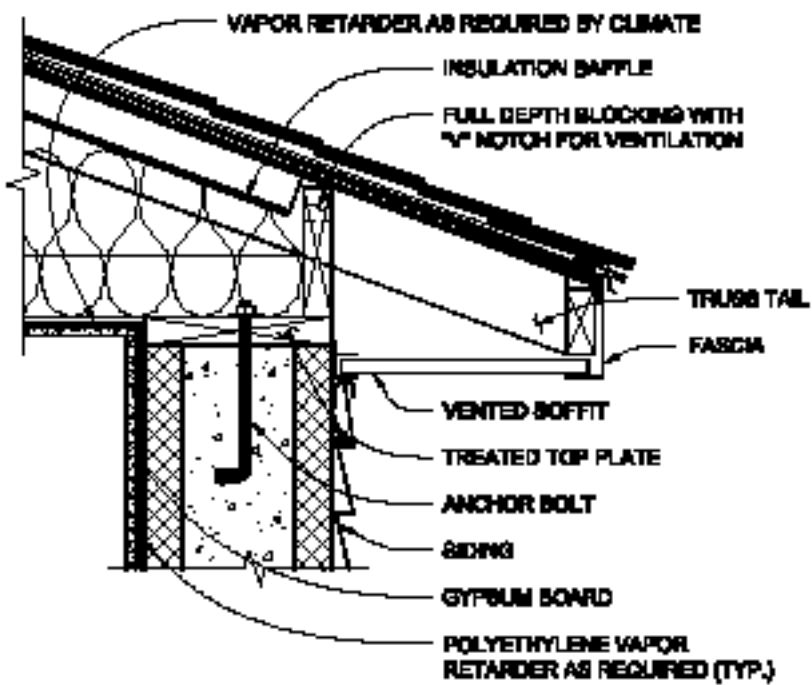 VAPOR RETARDER AS REQUIRED BY CLIMATE
INSULATION BAFFLE
FULL DEPTH BLOCKING WITH
"V" NOTCH FOR VENTILATION
TRUSS TAIL
FASCIA
VENTED SOFFIT
TREATED TOP PLATE
ANCHOR BOLT
SIDING
GYPSUM BOARD
POLYETHYLENE VAPOR
RETARDER AS REQUIRED (TYP.)